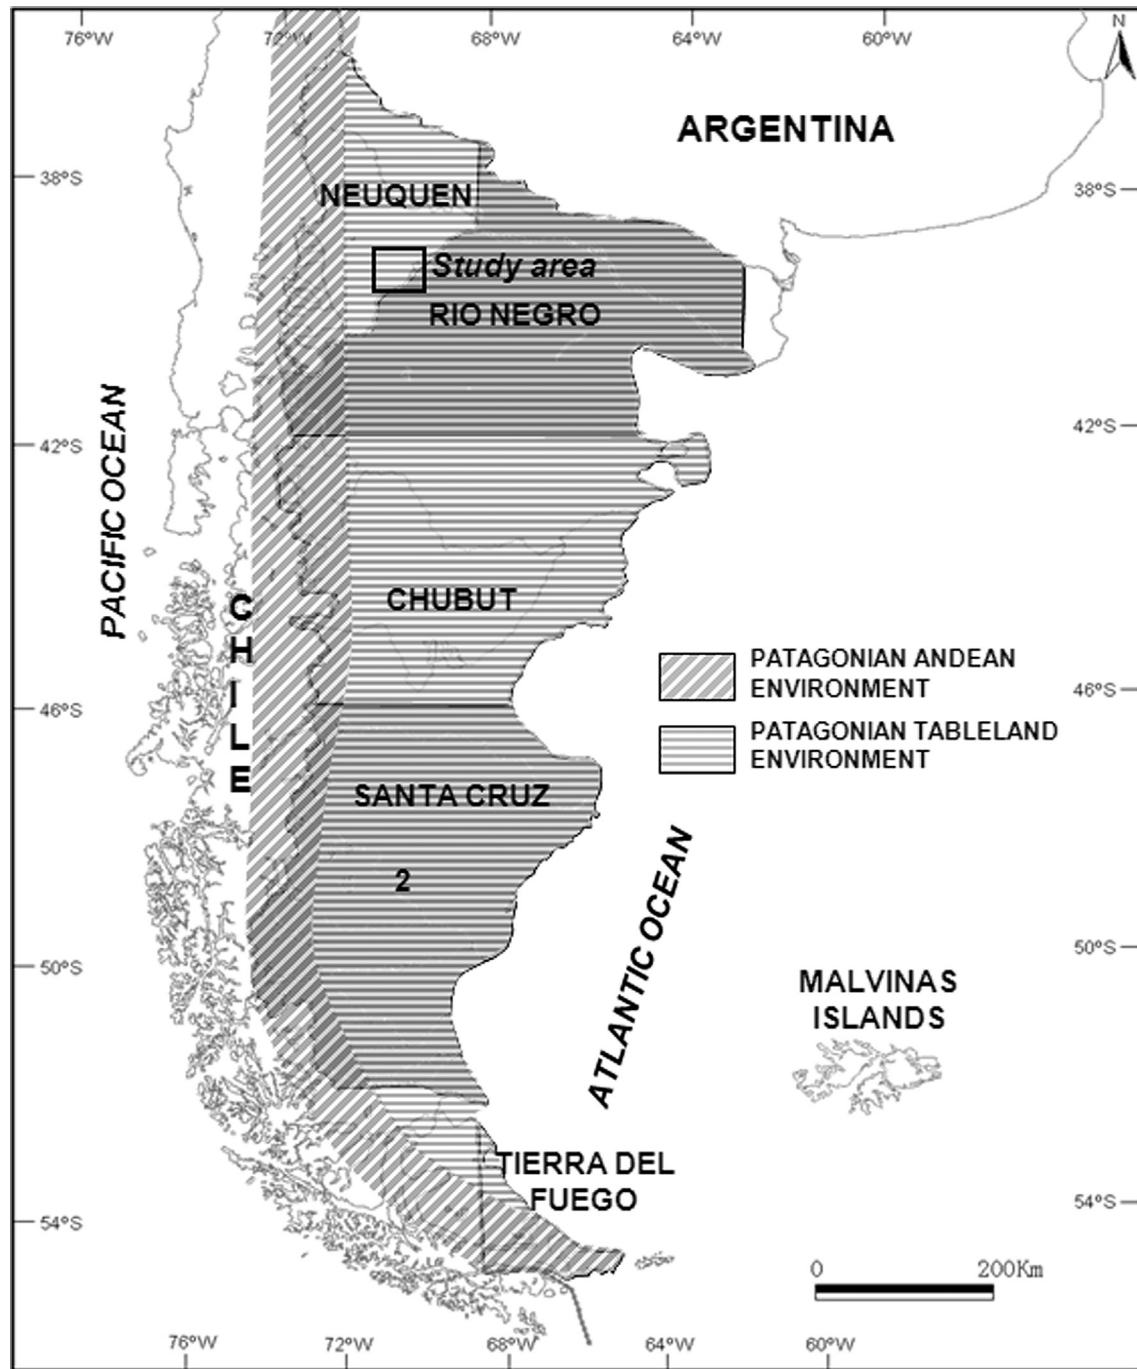 N
76°W
72°W
68°W
64°W
60°W
ARGENTINA
38°S
38°S
NEUQUEN
Study area
RIO NEGRO
PACIFIC OCEAN
42°S
42°S
CHILE
CHUBUT
PATAGONIAN ANDEAN
ENVIRONMENT
46°S
46°S
PATAGONIAN TABLELAND
ENVIRONMENT
SANTA CRUZ
2
ATLANTIC OCEAN
50°S
50°S
MALVINAS
ISLANDS
TIERRA DEL
FUEGO
54°S
54°S
0
200Km
76°W
72°W
68°W
64°W
60°W